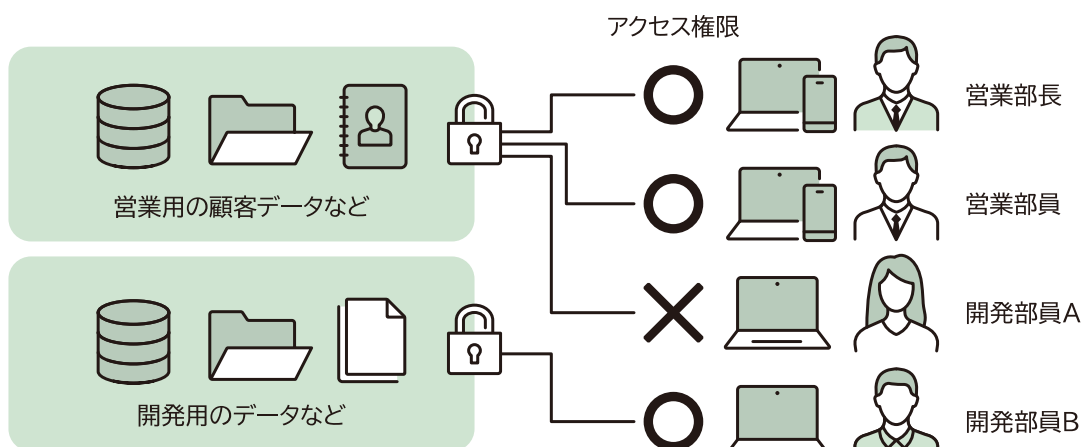 アクセス権限
営業部長
営業用の顧客データなど
営業部員
開発部員A
開発用のデータなど
開発部員B